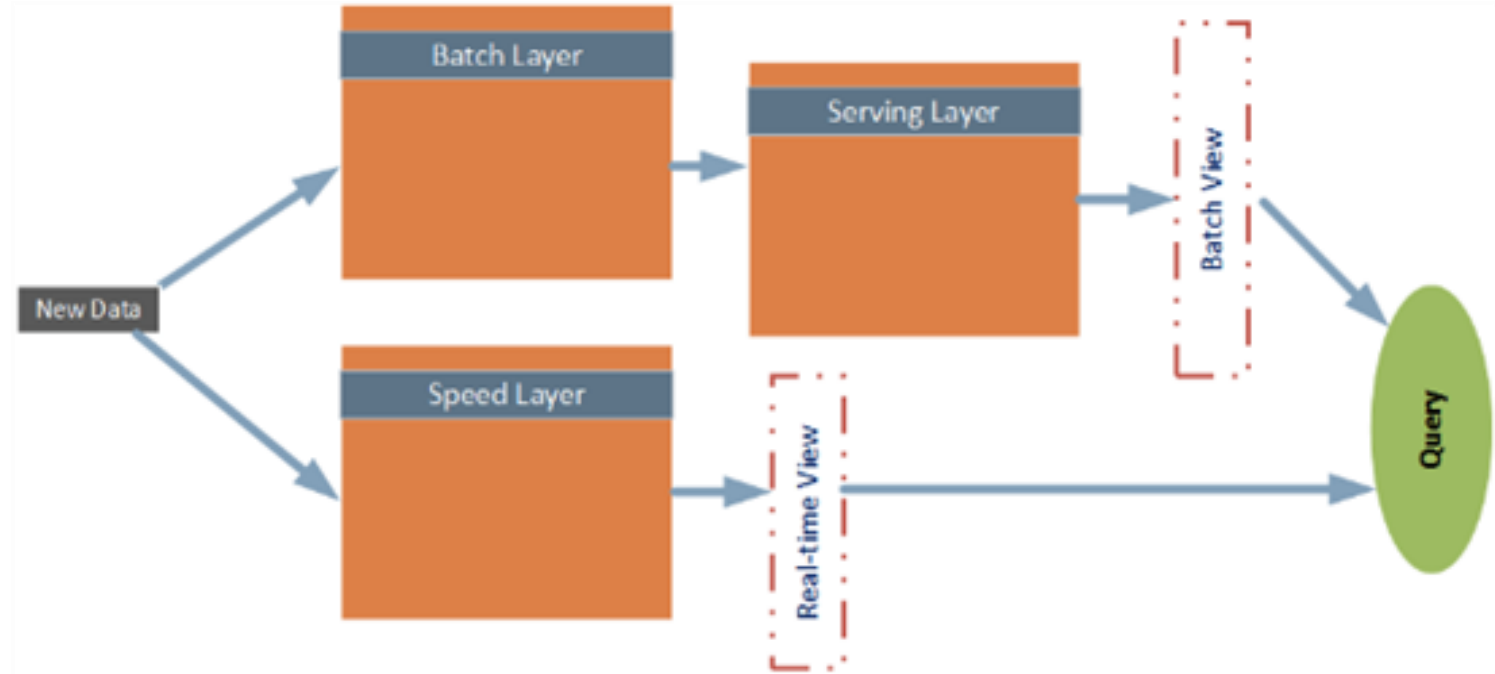 Batch Layer
Serving Layer
Batch View
New Data
Speed Layer
Real-time View
Query